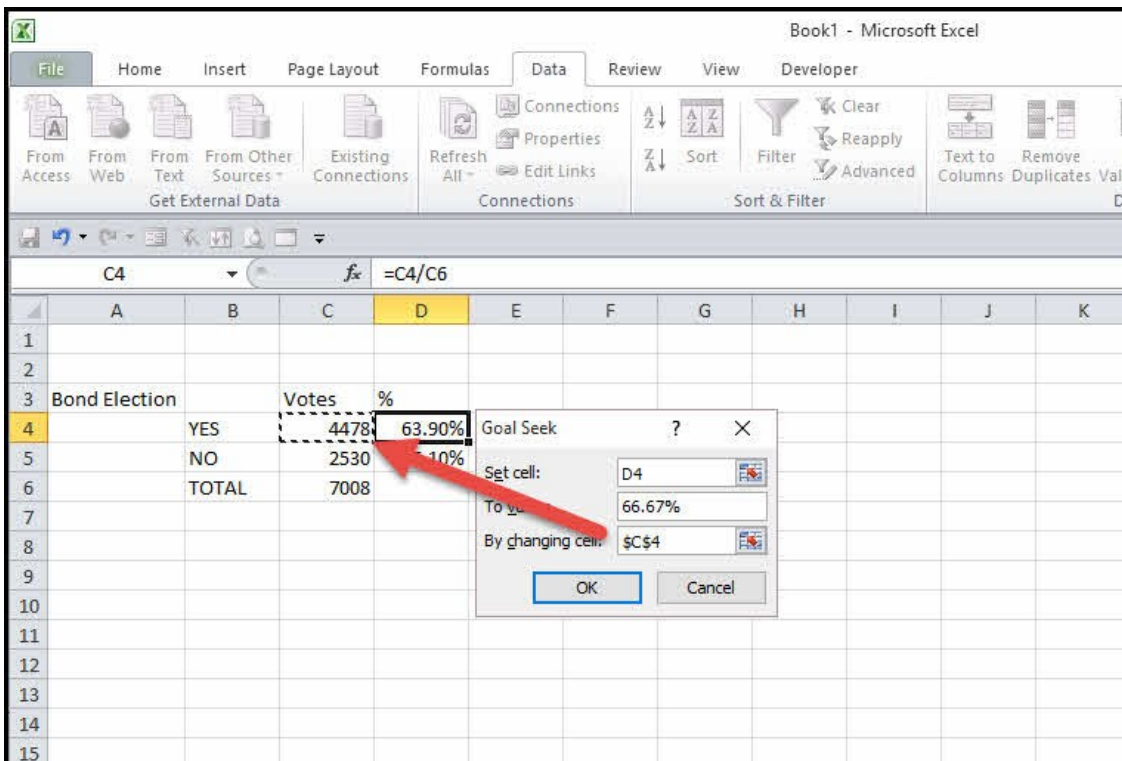 Book1 - Microsoft Excel
File Home Insert Page Layout Formulas Data Review View Developer
From Access
From Web
From Text
From Other Sources
Existing Connections
Refresh All
Connections
Properties
Edit Links
A Z
Z A
A Z
Z A
Sort
Filter
Clear
Reapply
Advanced
Text to Columns
Remove Duplicates
Get External Data Connections Sort & Filter
C4 fx =C4/C6
A B C D E F G H I J K
1
2
3 Bond Election Votes %
4 YES 4478 63.90%
5 NO 2530
6 TOTAL 7008
7
8
9
10
11
12
13
14
15
Goal Seek ? X
Set cell: D4
To 66.67%
By changing cell: $C$4
OK Cancel